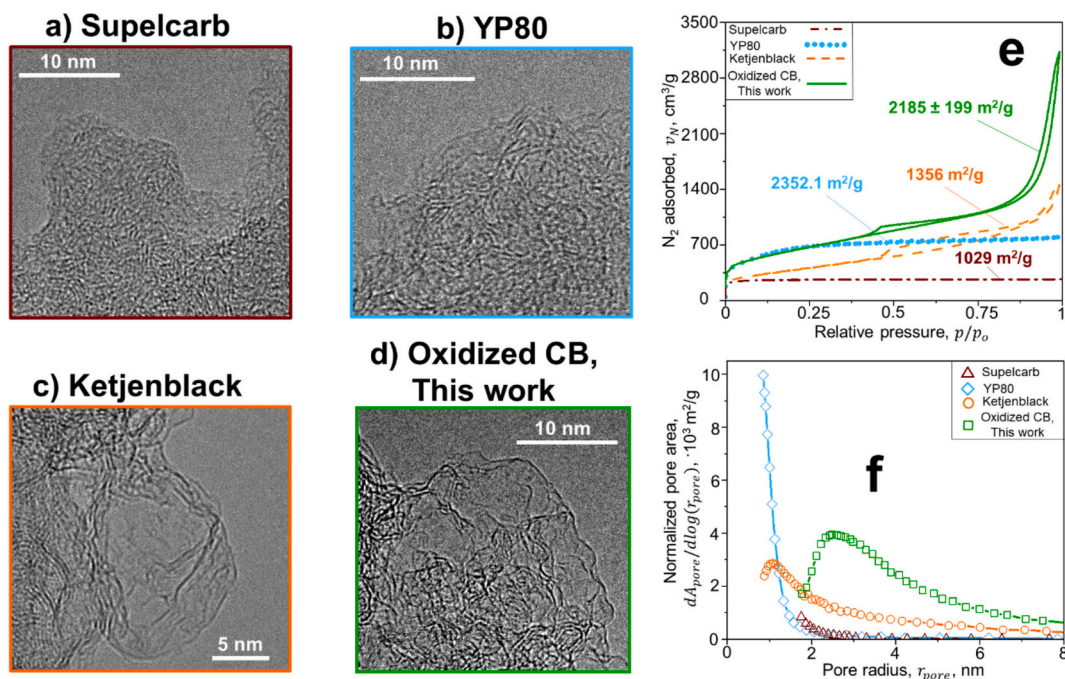 a) Supelcarb
10 nm
b) YP80
10 nm
c) Ketjenblack
5 nm
d) Oxidized CB,
This work
10 nm
e
N₂ adsorbed, v_N, cm³/g
3500
2800
2100
1400
700
0
Supelcarb
YP80
Ketjenblack
Oxidized CB,
This work
2185 ± 199 m²/g
2352.1 m²/g
1356 m²/g
1029 m²/g
0 0.25 0.5 0.75 1
Relative pressure, p/p_o
f
Normalized pore area,
dA_pore/dlog(r_pore), ·10³ m²/g
10
8
6
4
2
0
Supelcarb
YP80
Ketjenblack
Oxidized CB,
This work
0 2 4 6 8
Pore radius, r_pore, nm